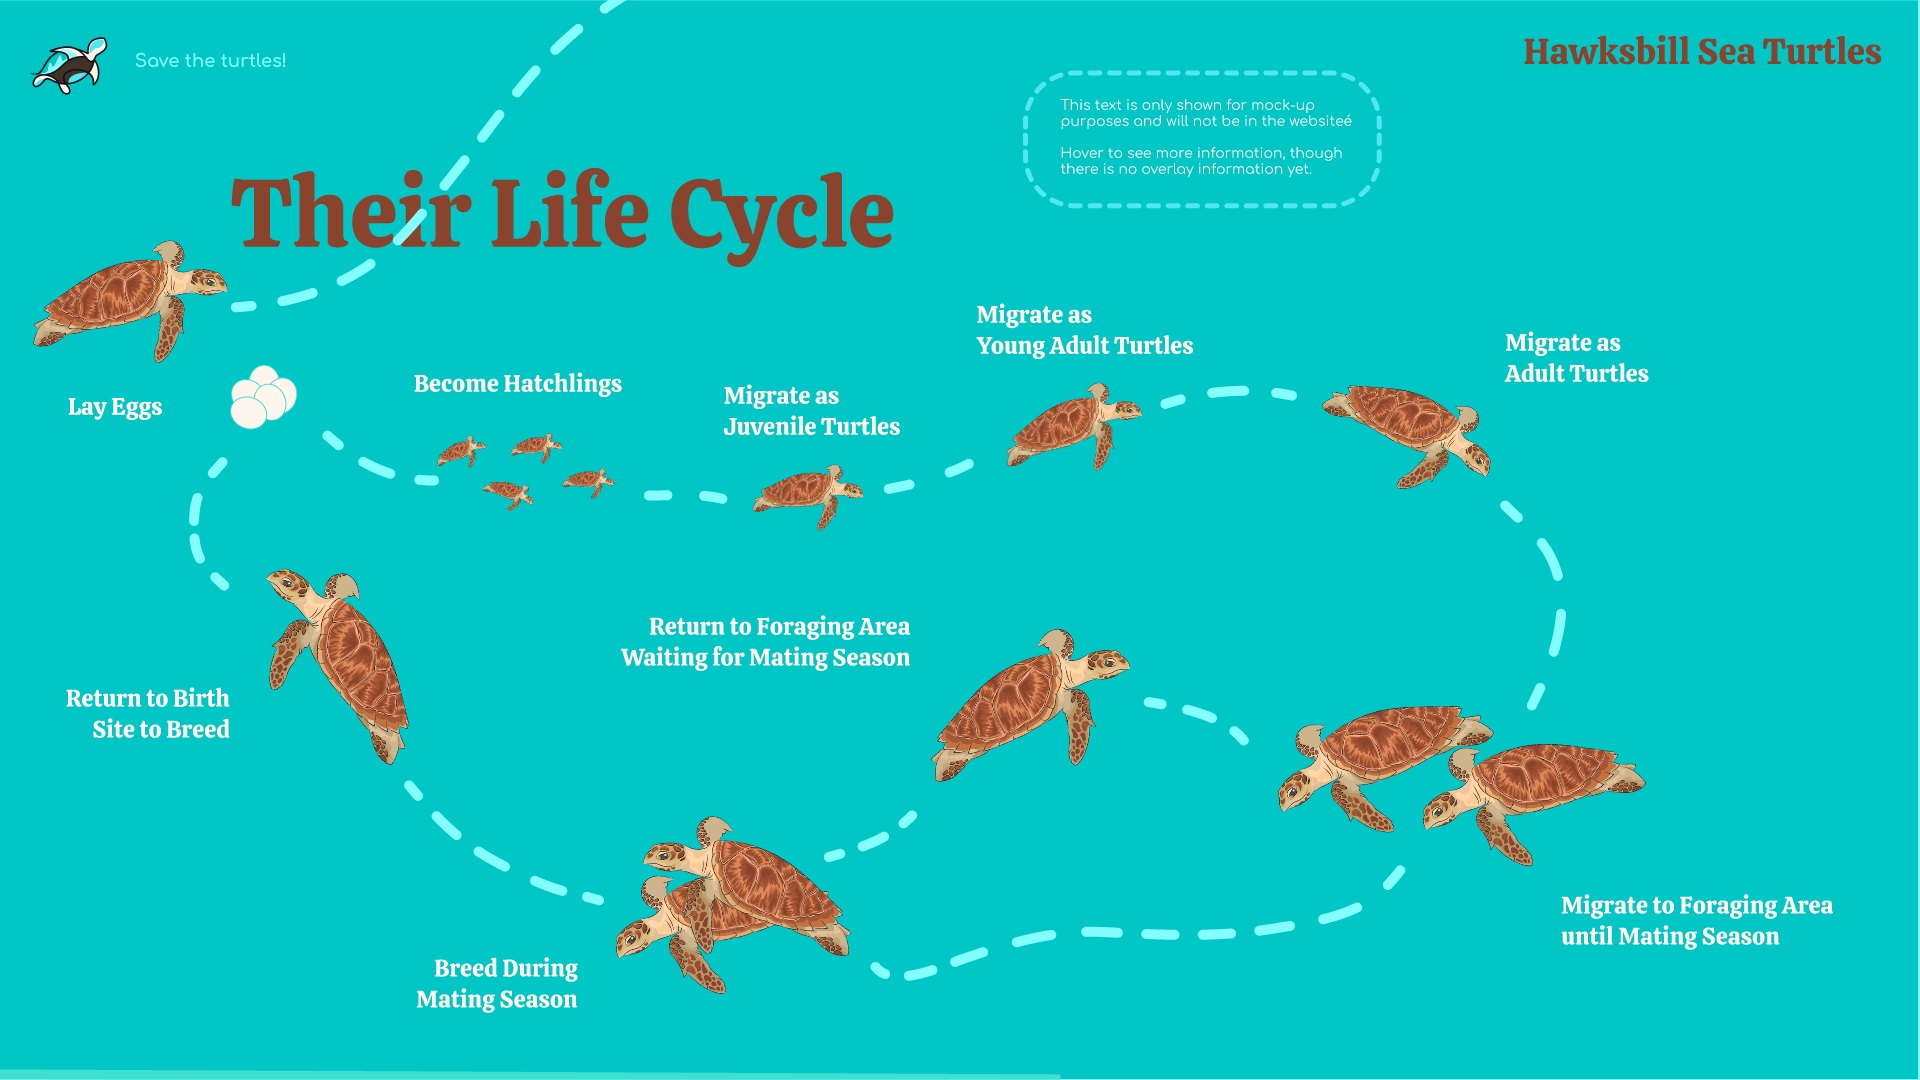 Save the turtles!
Hawksbill Sea Turtles
This text is only shown for mock-up
purposes and will not be in the websiteé
Hover to see more information, though
there is no overlay information yet.
Their Life Cycle
Lay Eggs
Become Hatchlings
Migrate as
Juvenile Turtles
Migrate as
Young Adult Turtles
Migrate as
Adult Turtles
Migrate to Foraging Area
until Mating Season
Return to Foraging Area
Waiting for Mating Season
Breed During
Mating Season
Return to Birth
Site to Breed